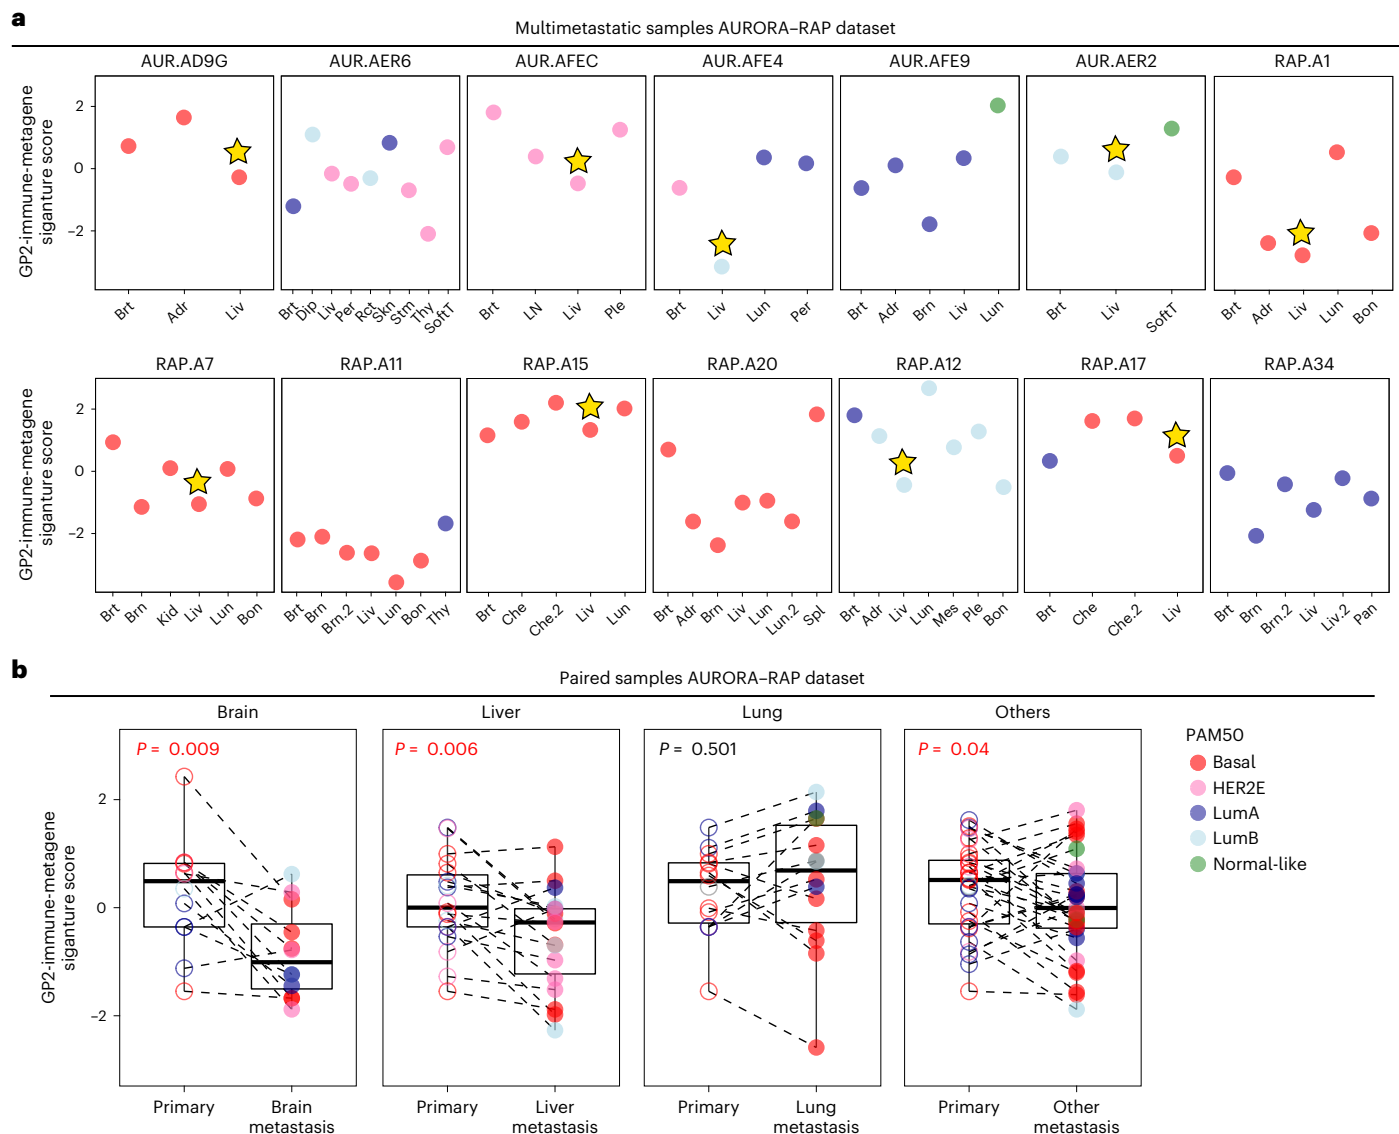 a
Multimetastatic samples AURORA–RAP dataset
AUR.AD9G AUR.AER6 AUR.AFEC AUR.AFE4 AUR.AFE9 AUR.AER2 RAP.A1
GP2-immune-metagene
siganture score
2
0
−2
Brt Adr Liv
Brt Dip Liv Per Rct Skn Stm Thy SoftT
Brt LN Liv Ple
Brt Liv Lun Per
Brt Adr Brn Liv Lun
Brt Liv SoftT
Brt Adr Liv Lun Bon
RAP.A7 RAP.A11 RAP.A15 RAP.A20 RAP.A12 RAP.A17 RAP.A34
GP2-immune-metagene
siganture score
2
0
−2
Brt Brn Kid Liv Lun Bon
Brt Brn Brn.2 Liv Lun Bon Thy
Brt Che Che.2 Liv Lun
Brt Adr Brn Liv Lun Lun.2 Spl
Brt Adr Liv Lun Mes Ple Bon
Brt Che Che.2 Liv
Brt Brn Brn.2 Liv Liv.2 Pan
b
Paired samples AURORA–RAP dataset
Brain Liver Lung Others
P = 0.009 P = 0.006 P = 0.501 P = 0.04
GP2-immune-metagene
siganture score
2
0
−2
Primary Brain
metastasis
Primary Liver
metastasis
Primary Lung
metastasis
Primary Other
metastasis
PAM50
Basal
HER2E
LumA
LumB
Normal-like